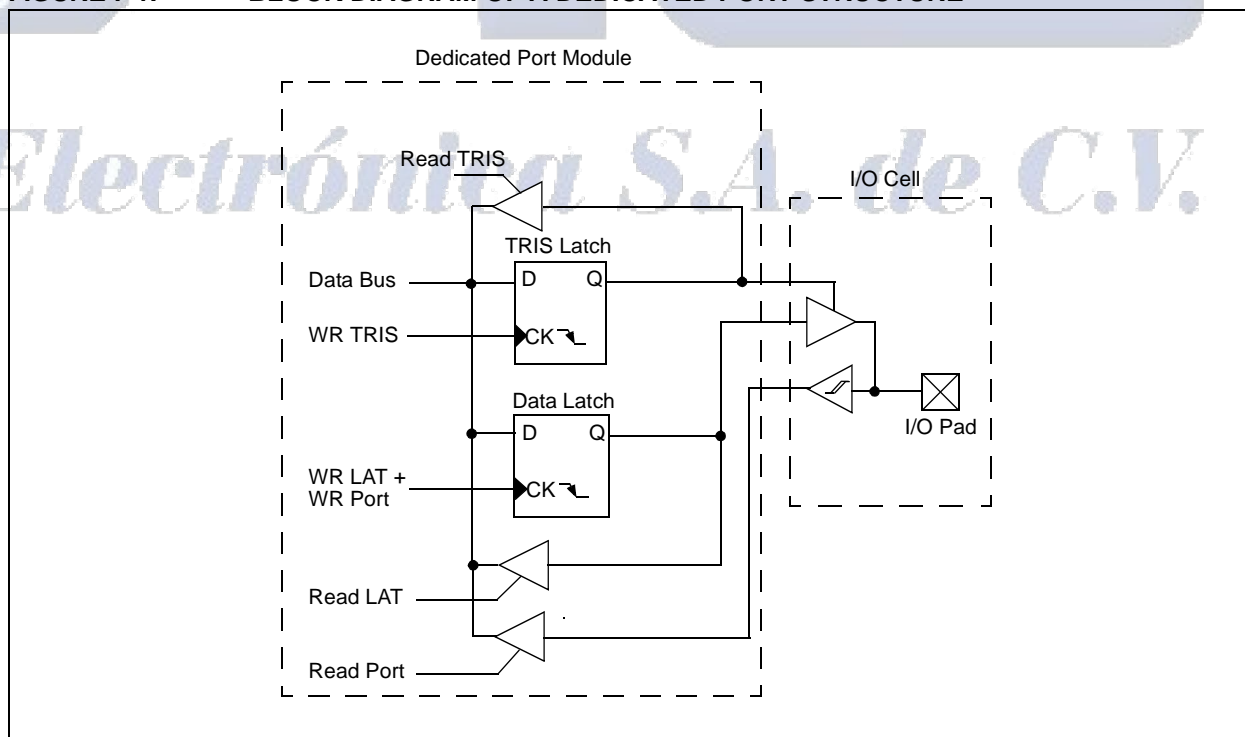 Dedicated Port Module
Electrónica S.A. de C.V.
Read TRIS
I/O Cell
TRIS Latch
Data Bus
D Q
WR TRIS
CK
Data Latch
D Q
I/O Pad
WR LAT +
WR Port
CK
Read LAT
Read Port